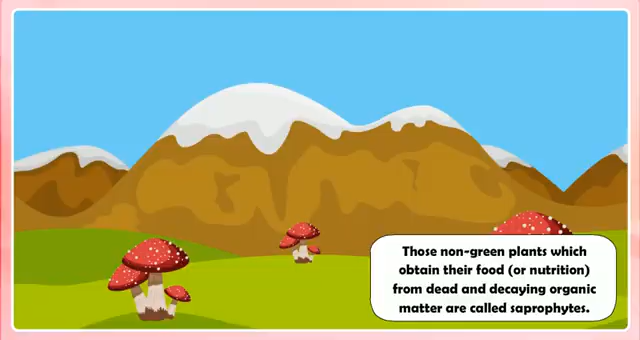 Those non-green plants which
obtain their food (or nutrition)
from dead and decaying organic
matter are called saprophytes.